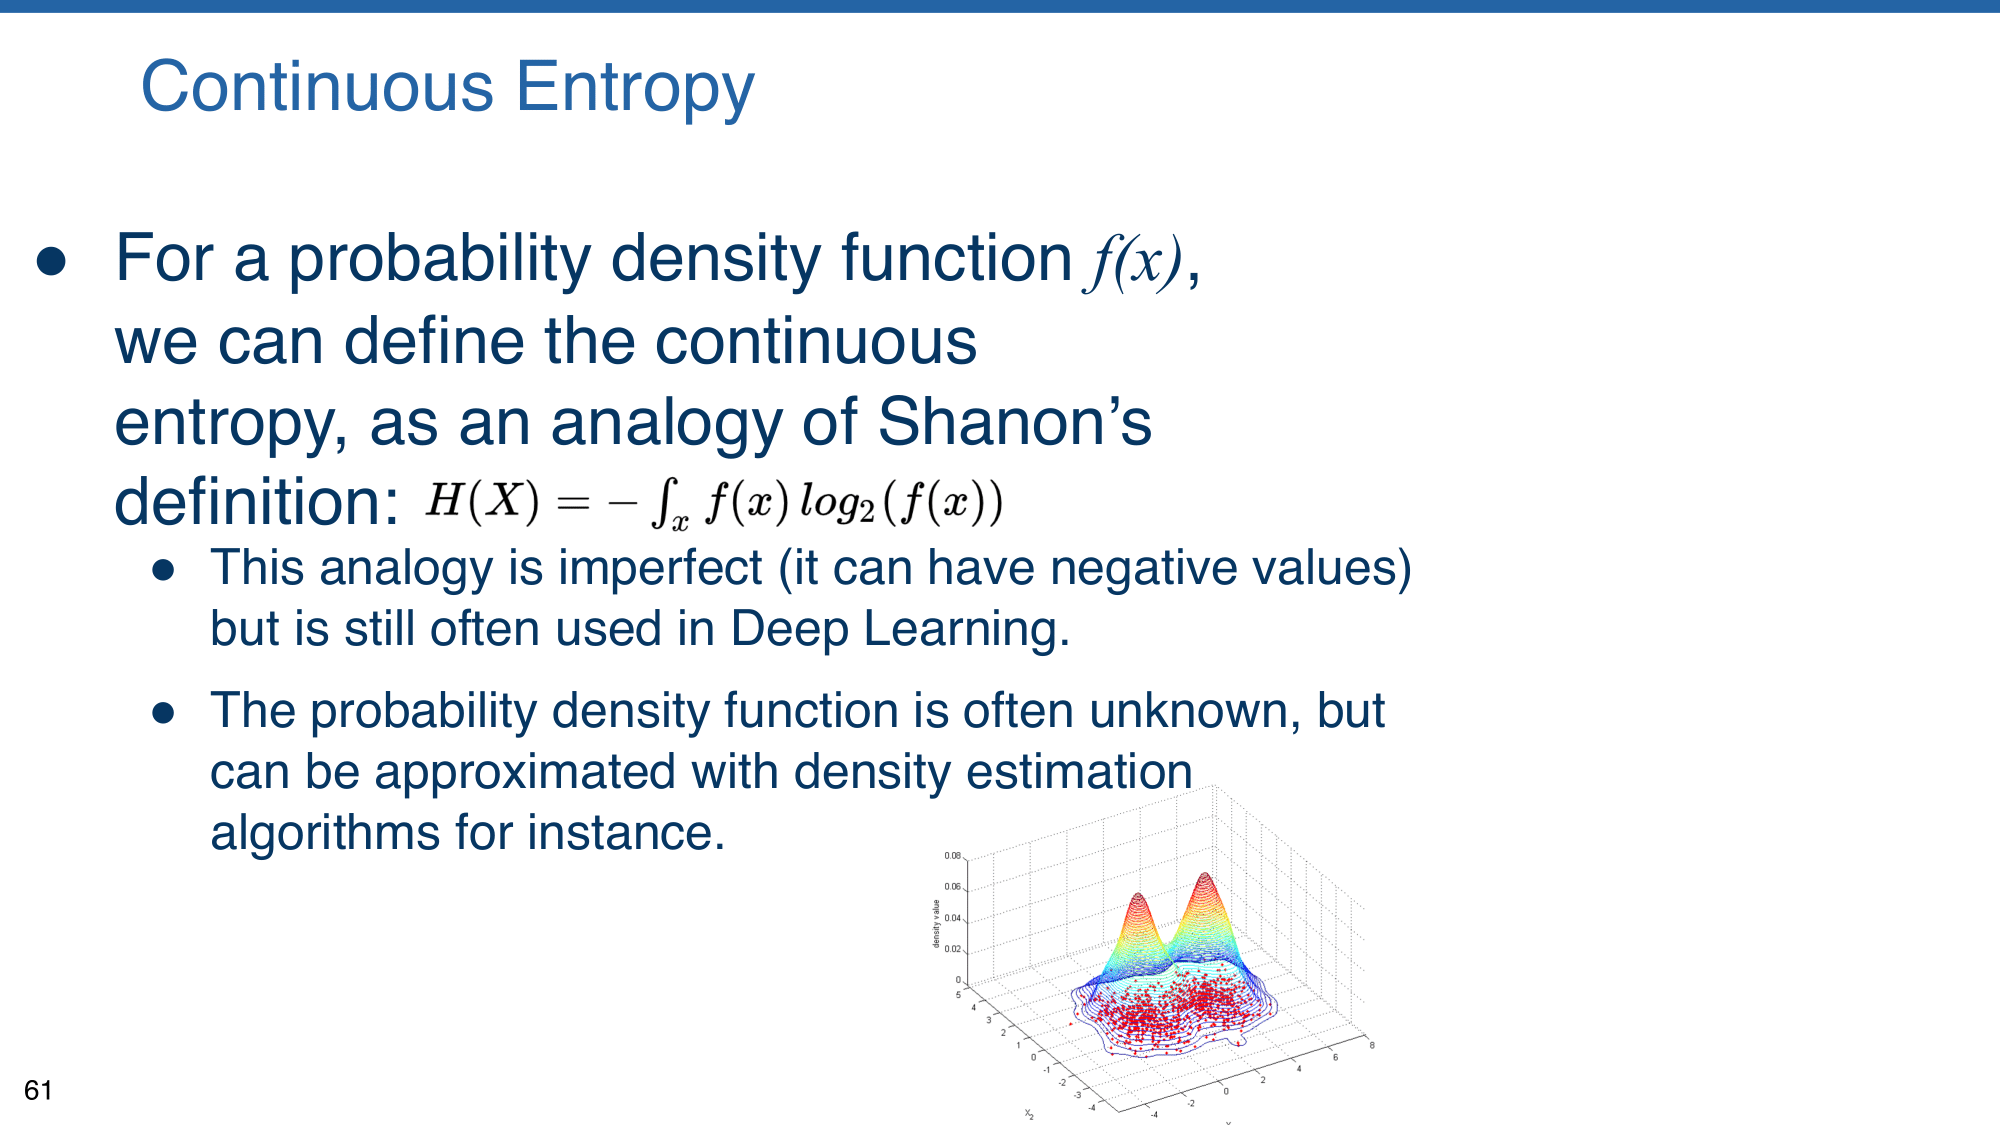 Continuous Entropy
● For a probability density function f(x),
we can define the continuous
entropy, as an analogy of Shanon’s
definition: H(X) = − ∫ₓ f(x) log₂(f(x))
● This analogy is imperfect (it can have negative values)
but is still often used in Deep Learning.
● The probability density function is often unknown, but
can be approximated with density estimation
algorithms for instance.
0.08
0.06
0.04
0.02
0
density value
5
4
3
2
1
0
-1
-2
-3
-4
x₂
-4
-2
0
2
4
6
8
61